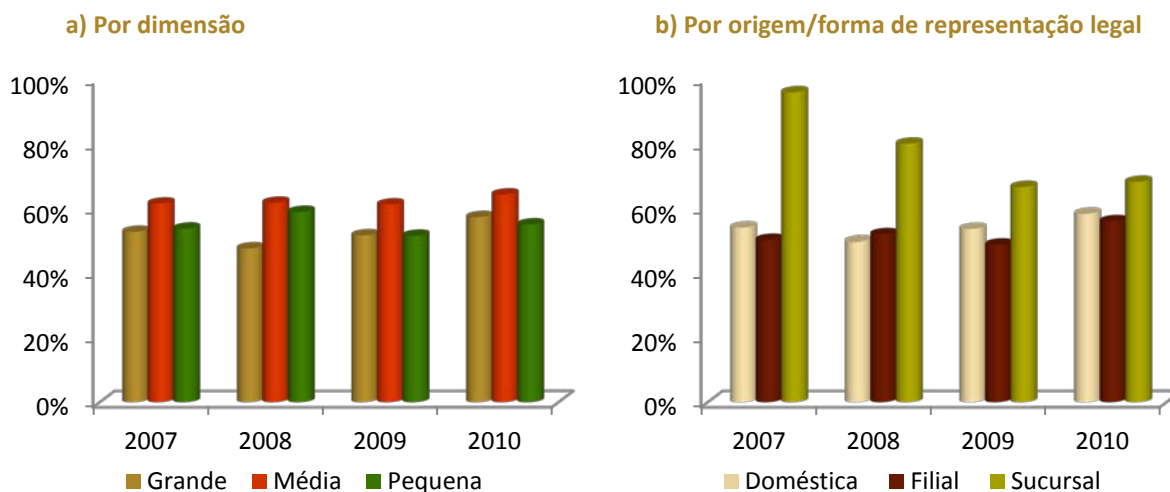 a) Por dimensão
100%
80%
60%
40%
20%
0%
2007 2008 2009 2010
Grande Média Pequena
b) Por origem/forma de representação legal
100%
80%
60%
40%
20%
0%
2007 2008 2009 2010
Doméstica Filial Sucursal